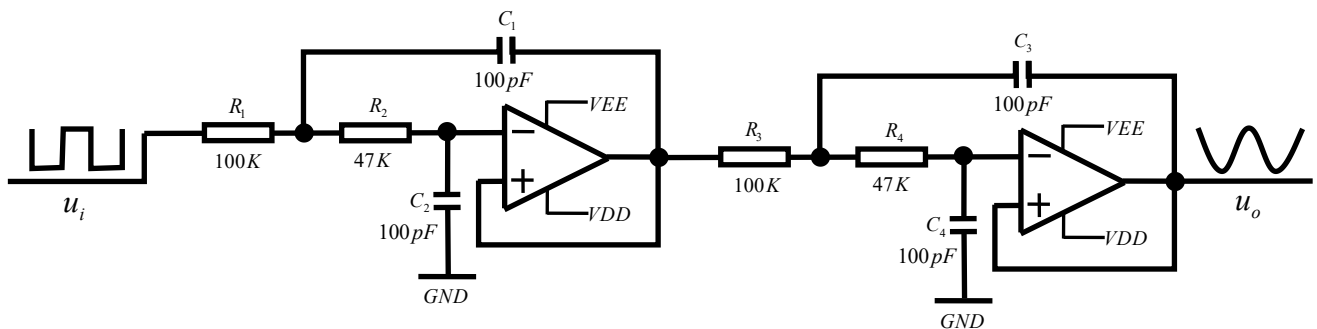 C₁
100pF
R₁
100K
R₂
47K
−
+
VEE
VDD
C₂
100pF
GND
uᵢ
C₃
100pF
R₃
100K
R₄
47K
−
+
VEE
VDD
C₄
100pF
GND
uₒ